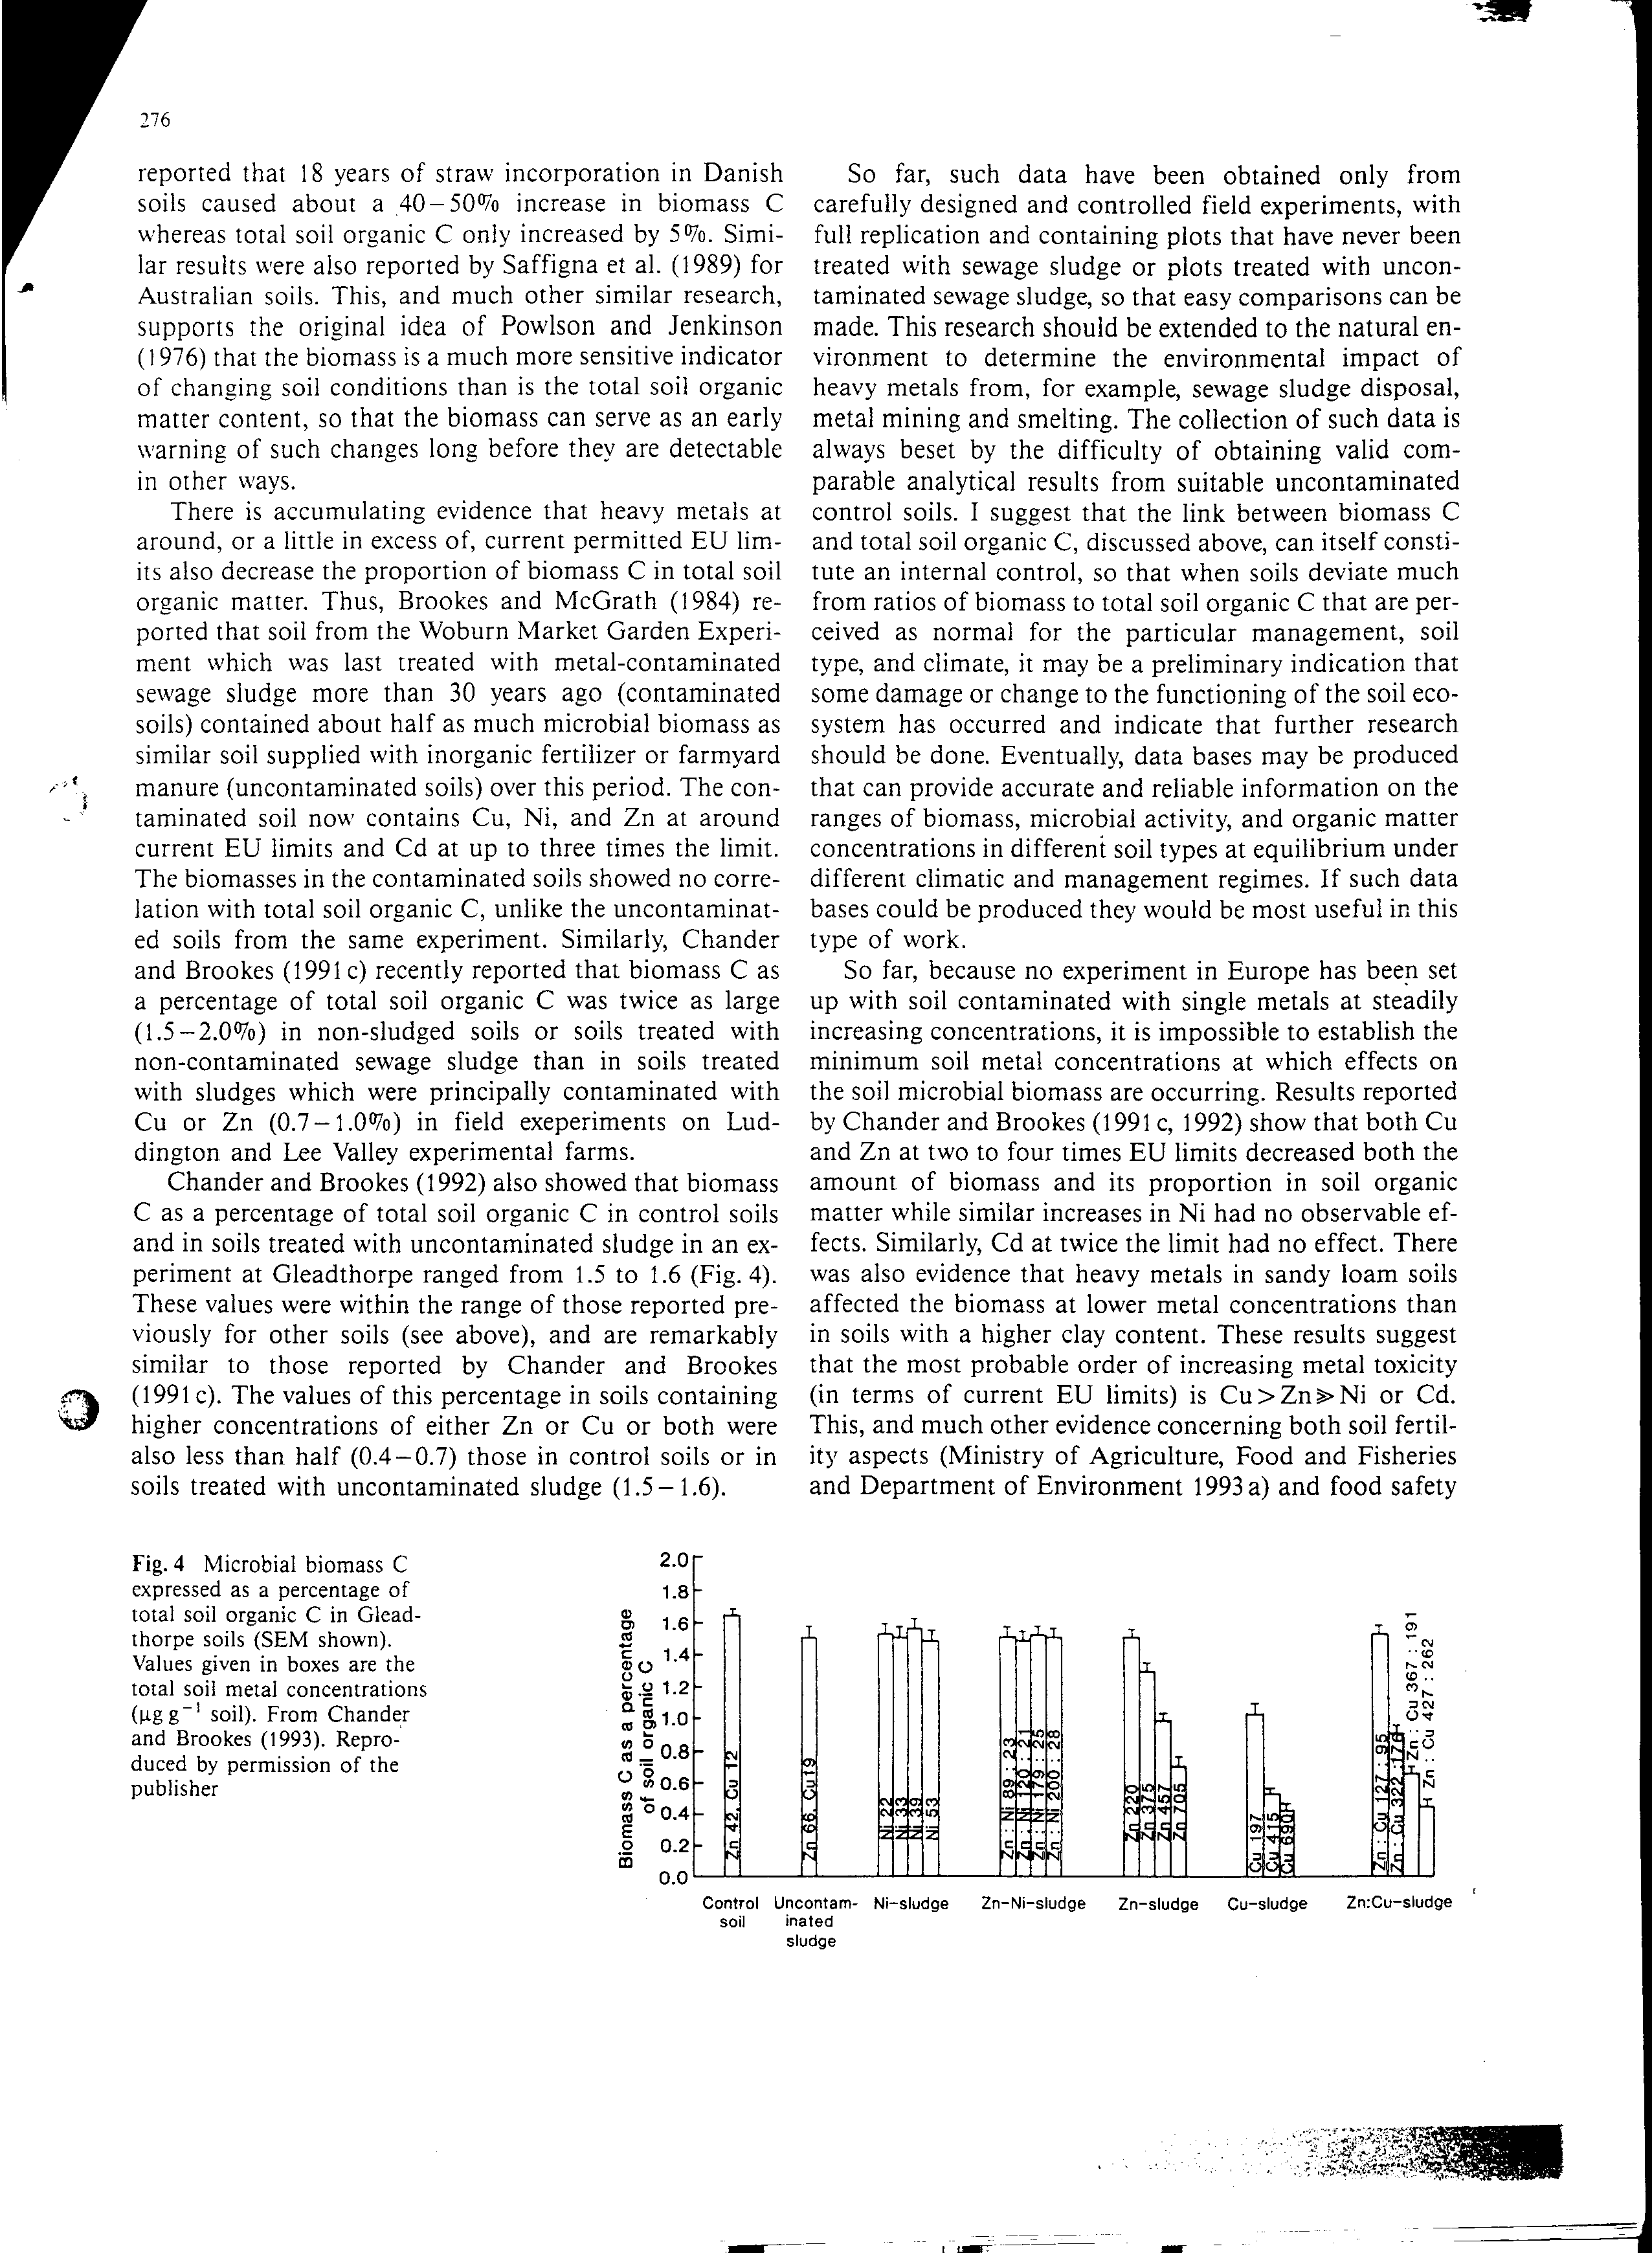 276
reported that 18 years of straw incorporation in Danish
soils caused about a 40–50% increase in biomass C
whereas total soil organic C only increased by 5%. Simi-
lar results were also reported by Saffigna et al. (1989) for
Australian soils. This, and much other similar research,
supports the original idea of Powlson and Jenkinson
(1976) that the biomass is a much more sensitive indicator
of changing soil conditions than is the total soil organic
matter content, so that the biomass can serve as an early
warning of such changes long before they are detectable
in other ways.
There is accumulating evidence that heavy metals at
around, or a little in excess of, current permitted EU lim-
its also decrease the proportion of biomass C in total soil
organic matter. Thus, Brookes and McGrath (1984) re-
ported that soil from the Woburn Market Garden Experi-
ment which was last treated with metal-contaminated
sewage sludge more than 30 years ago (contaminated
soils) contained about half as much microbial biomass as
similar soil supplied with inorganic fertilizer or farmyard
manure (uncontaminated soils) over this period. The con-
taminated soil now contains Cu, Ni, and Zn at around
current EU limits and Cd at up to three times the limit.
The biomasses in the contaminated soils showed no corre-
lation with total soil organic C, unlike the uncontaminat-
ed soils from the same experiment. Similarly, Chander
and Brookes (1991 c) recently reported that biomass C as
a percentage of total soil organic C was twice as large
(1.5–2.0%) in non-sludged soils or soils treated with
non-contaminated sewage sludge than in soils treated
with sludges which were principally contaminated with
Cu or Zn (0.7–1.0%) in field exeperiments on Lud-
dington and Lee Valley experimental farms.
Chander and Brookes (1992) also showed that biomass
C as a percentage of total soil organic C in control soils
and in soils treated with uncontaminated sludge in an ex-
periment at Gleadthorpe ranged from 1.5 to 1.6 (Fig. 4).
These values were within the range of those reported pre-
viously for other soils (see above), and are remarkably
similar to those reported by Chander and Brookes
(1991 c). The values of this percentage in soils containing
higher concentrations of either Zn or Cu or both were
also less than half (0.4–0.7) those in control soils or in
soils treated with uncontaminated sludge (1.5–1.6).
So far, such data have been obtained only from
carefully designed and controlled field experiments, with
full replication and containing plots that have never been
treated with sewage sludge or plots treated with uncon-
taminated sewage sludge, so that easy comparisons can be
made. This research should be extended to the natural en-
vironment to determine the environmental impact of
heavy metals from, for example, sewage sludge disposal,
metal mining and smelting. The collection of such data is
always beset by the difficulty of obtaining valid com-
parable analytical results from suitable uncontaminated
control soils. I suggest that the link between biomass C
and total soil organic C, discussed above, can itself consti-
tute an internal control, so that when soils deviate much
from ratios of biomass to total soil organic C that are per-
ceived as normal for the particular management, soil
type, and climate, it may be a preliminary indication that
some damage or change to the functioning of the soil eco-
system has occurred and indicate that further research
should be done. Eventually, data bases may be produced
that can provide accurate and reliable information on the
ranges of biomass, microbial activity, and organic matter
concentrations in different soil types at equilibrium under
different climatic and management regimes. If such data
bases could be produced they would be most useful in this
type of work.
So far, because no experiment in Europe has been set
up with soil contaminated with single metals at steadily
increasing concentrations, it is impossible to establish the
minimum soil metal concentrations at which effects on
the soil microbial biomass are occurring. Results reported
by Chander and Brookes (1991 c, 1992) show that both Cu
and Zn at two to four times EU limits decreased both the
amount of biomass and its proportion in soil organic
matter while similar increases in Ni had no observable ef-
fects. Similarly, Cd at twice the limit had no effect. There
was also evidence that heavy metals in sandy loam soils
affected the biomass at lower metal concentrations than
in soils with a higher clay content. These results suggest
that the most probable order of increasing metal toxicity
(in terms of current EU limits) is Cu>Zn≫Ni or Cd.
This, and much other evidence concerning both soil fertil-
ity aspects (Ministry of Agriculture, Food and Fisheries
and Department of Environment 1993 a) and food safety
Fig. 4 Microbial biomass C
expressed as a percentage of
total soil organic C in Glead-
thorpe soils (SEM shown).
Values given in boxes are the
total soil metal concentrations
(µg g⁻¹ soil). From Chander
and Brookes (1993). Repro-
duced by permission of the
publisher
Biomass C as a percentage
of soil organic C
2.0
1.8
1.6
1.4
1.2
1.0
0.8
0.6
0.4
0.2
0.0
Zn 42, Cu 12
Zn 66, Cu19
Ni 22
Ni 33
Ni 39
Ni 53
Zn : Ni 89 : 23
Zn : Ni 120 : 21
Zn : Ni 179 : 25
Zn : Ni 200 : 28
Zn 220
Zn 375
Zn 457
Zn 705
Cu 197
Cu 415
Cu 690
Zn : Cu 127 : 95
Zn : Cu 322 :176
Zn : Cu 367 : 191
Zn : Cu 427 : 262
Control
soil
Uncontam-
inated
sludge
Ni–sludge
Zn–Ni–sludge
Zn–sludge
Cu–sludge
Zn:Cu–sludge